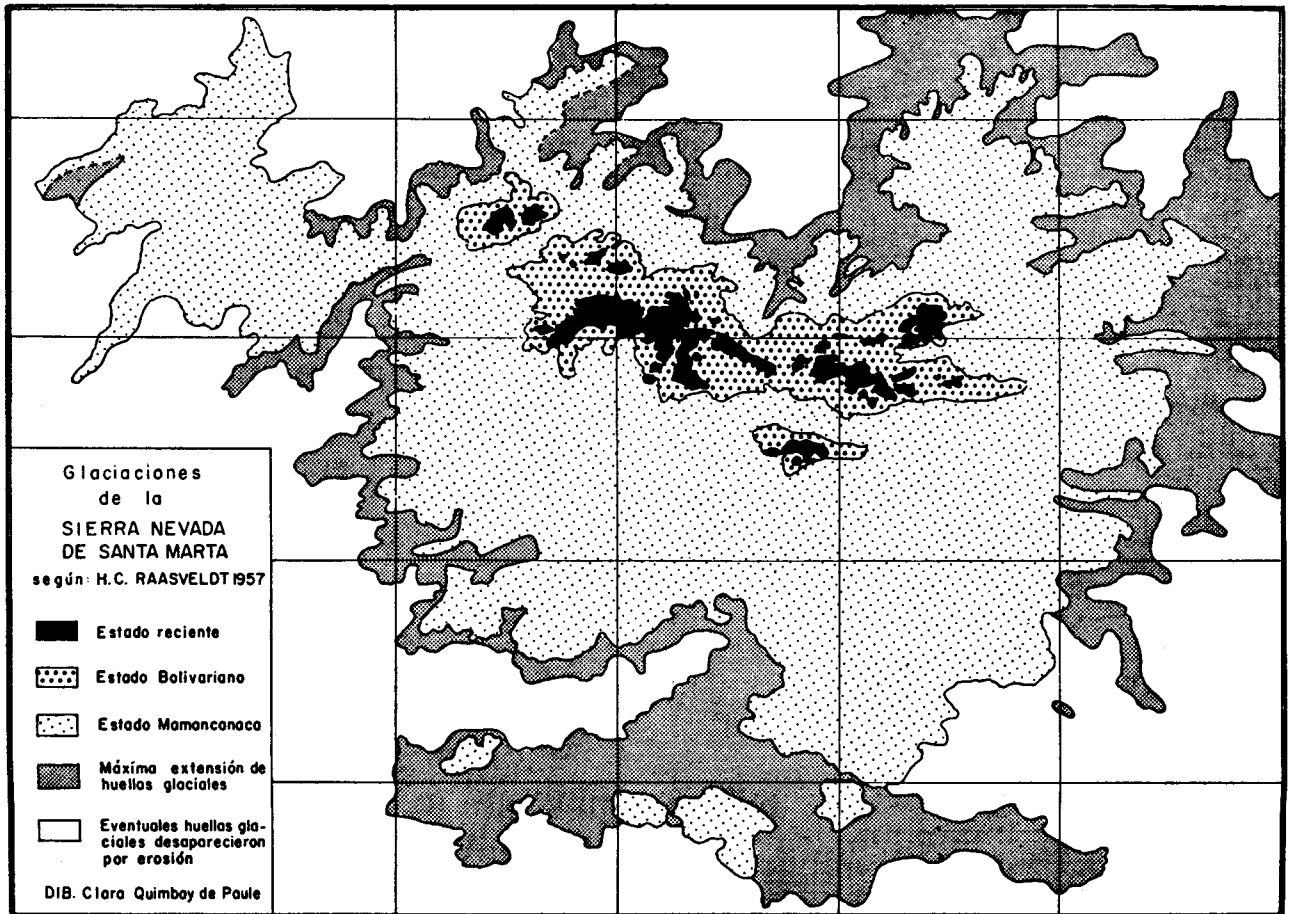 Glaciaciones
de la
SIERRA NEVADA
DE SANTA MARTA
según: H.C. RAASVELDT 1957
Estado reciente
Estado Bolivariano
Estado Mamancanaca
Máxima extensión de
huellas glaciales
Eventuales huellas gla-
ciales desaparecieron
por erosión
DIB. Clara Quimbay de Paule